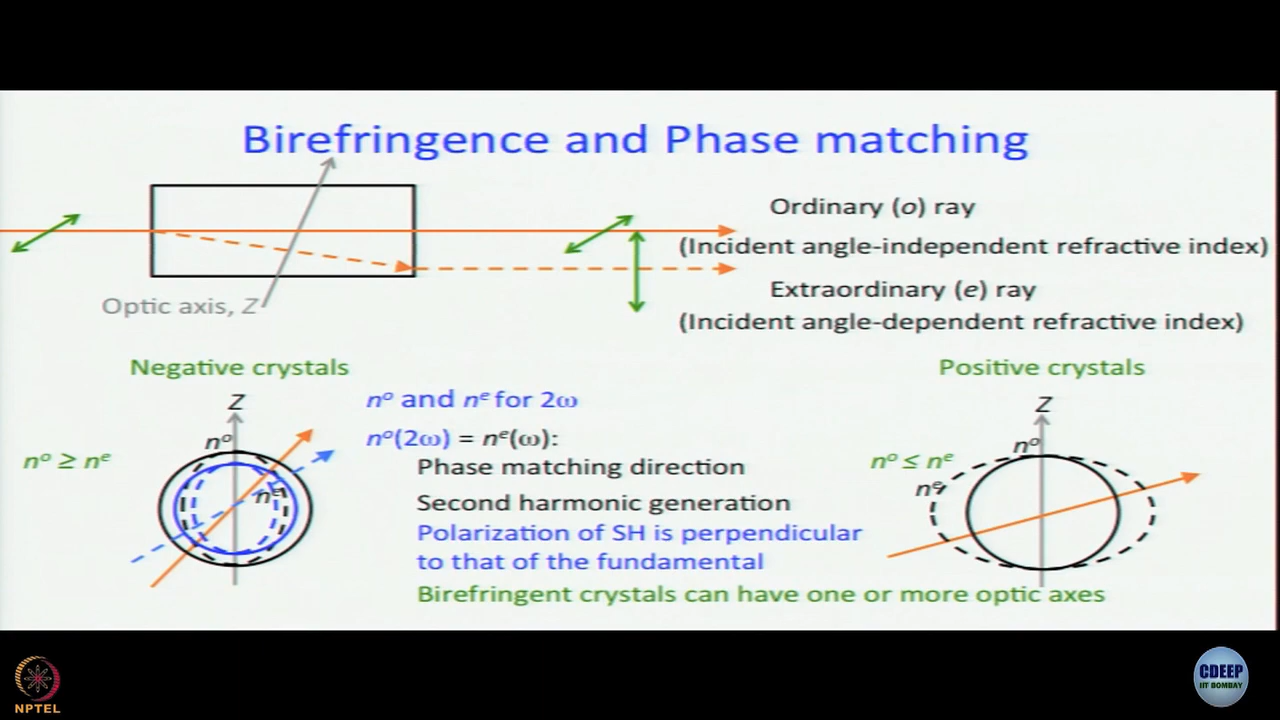 Birefringence and Phase matching
Ordinary (o) ray
(Incident angle-independent refractive index)
Extraordinary (e) ray
(Incident angle-dependent refractive index)
Optic axis, Z
Negative crystals
Positive crystals
Z
nᵒ
nᵉ
nᵒ ≥ nᵉ
nᵒ and nᵉ for 2ω
nᵒ(2ω) = nᵉ(ω):
Phase matching direction
Second harmonic generation
Polarization of SH is perpendicular
to that of the fundamental
Birefringent crystals can have one or more optic axes
Z
nᵒ
nᵒ ≤ nᵉ
nᵉ
NPTEL
CDEEP
IIT BOMBAY